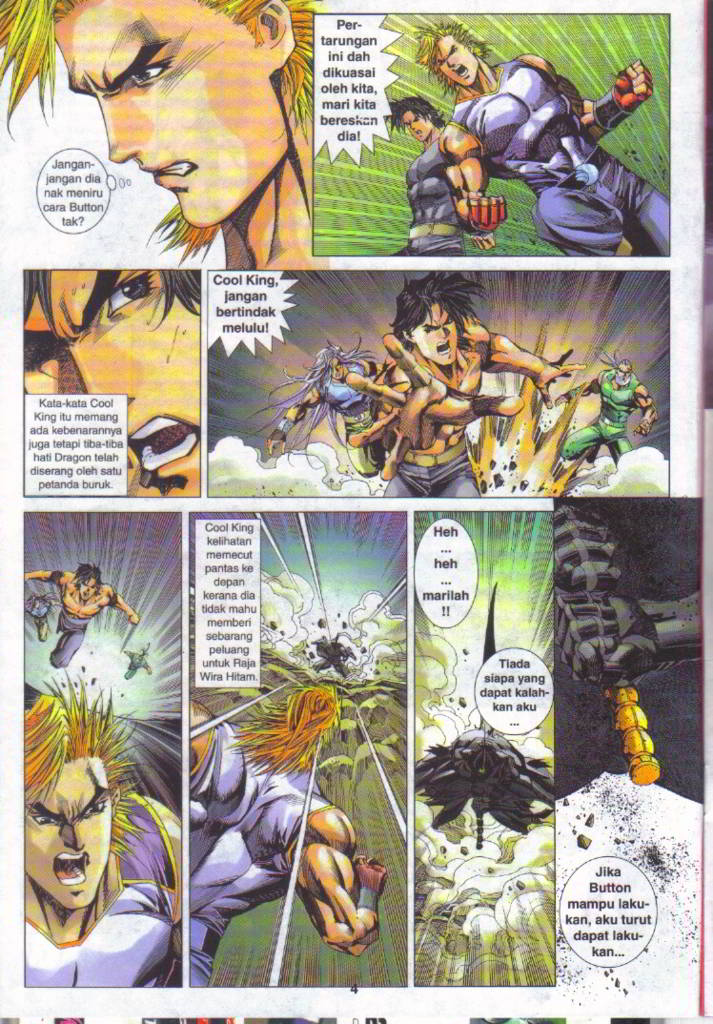 Jangan-
jangan dia
nak meniru
cara Button
tak?
Per-
tarungan
ini dah
dikuasai
oleh kita,
mari kita
bereskan
dia!
Kata-kata Cool
King itu memang
ada kebenarannya
juga tetapi tiba-tiba
hati Dragon telah
diserang oleh satu
petanda buruk.
Cool King,
jangan
bertindak
melulu!
Cool King
kelihatan
memecut
pantas ke
depan
kerana dia
tidak mahu
memberi
sebarang
peluang
untuk Raja
Wira Hitam.
Heh
...
heh
...
marilah
!!
Tiada
siapa yang
dapat kalah-
kan aku
...
Jika
Button
mampu laku-
kan, aku turut
dapat laku-
kan...
4